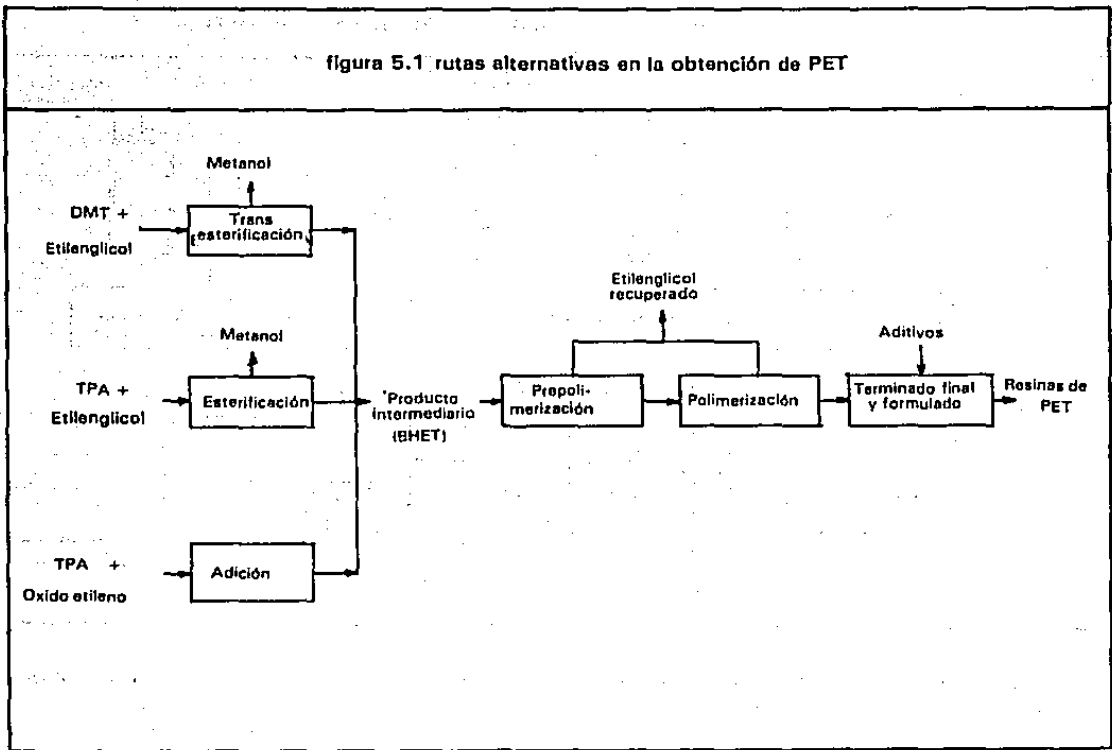 figura 5.1 rutas alternativas en la obtención de PET
Metanol
DMT +
Etilenglicol
Trans
esterificación
Metanol
TPA +
Etilenglicol
Esterificación
TPA +
Oxido etileno
Adición
Producto
intermediario
(BHET)
Etilenglicol
recuperado
Prepoli-
merización
Polimerización
Aditivos
Terminado final
y formulado
Resinas de
PET